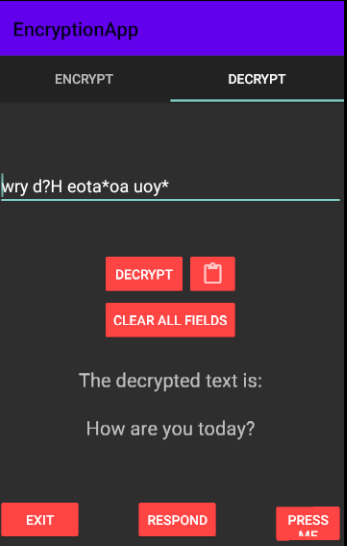 EncryptionApp
ENCRYPT DECRYPT
wry d?H eota*oa uoy*
DECRYPT
CLEAR ALL FIELDS
The decrypted text is:
How are you today?
EXIT RESPOND PRESS
ME